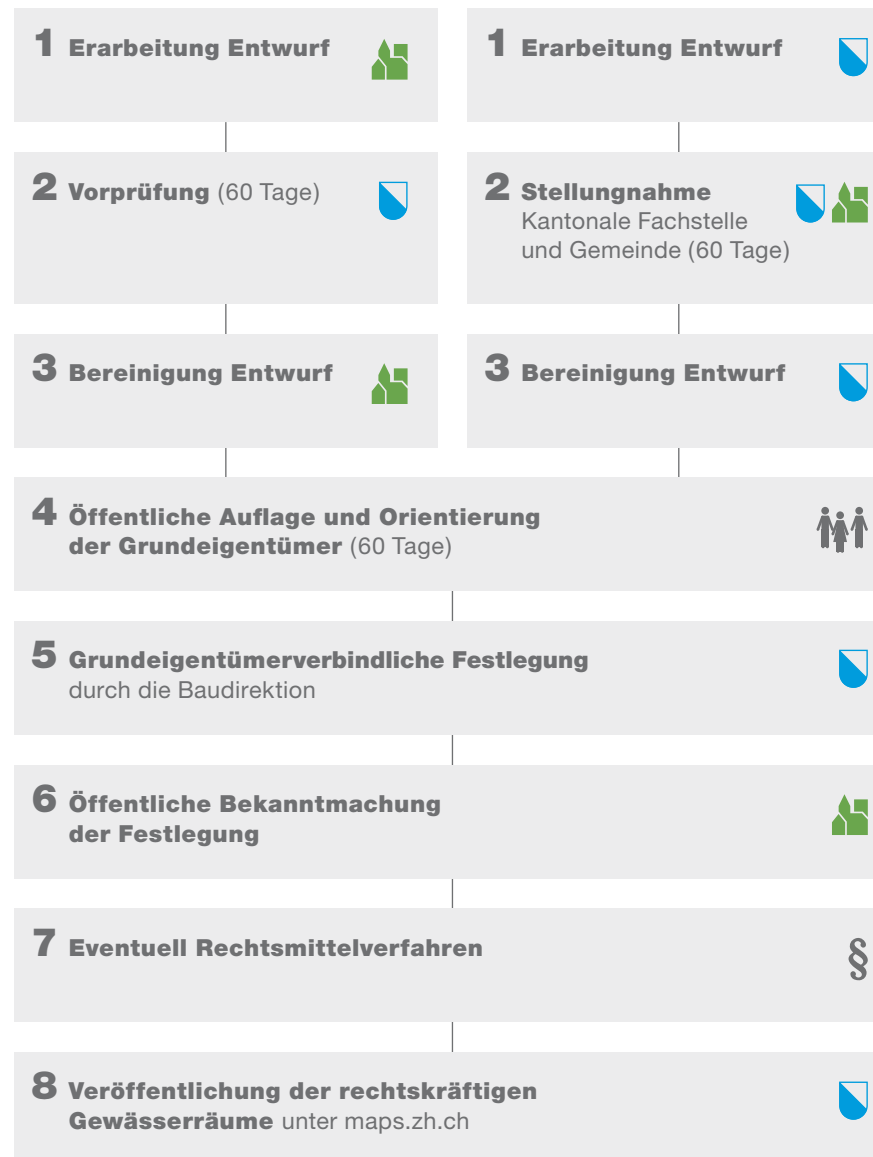 1 Erarbeitung Entwurf
2 Vorprüfung (60 Tage)
3 Bereinigung Entwurf
1 Erarbeitung Entwurf
2 Stellungnahme
Kantonale Fachstelle
und Gemeinde (60 Tage)
3 Bereinigung Entwurf
4 Öffentliche Auflage und Orientierung
der Grundeigentümer (60 Tage)
5 Grundeigentümerverbindliche Festlegung
durch die Baudirektion
6 Öffentliche Bekanntmachung
der Festlegung
7 Eventuell Rechtsmittelverfahren
§
8 Veröffentlichung der rechtskräftigen
Gewässerräume unter maps.zh.ch